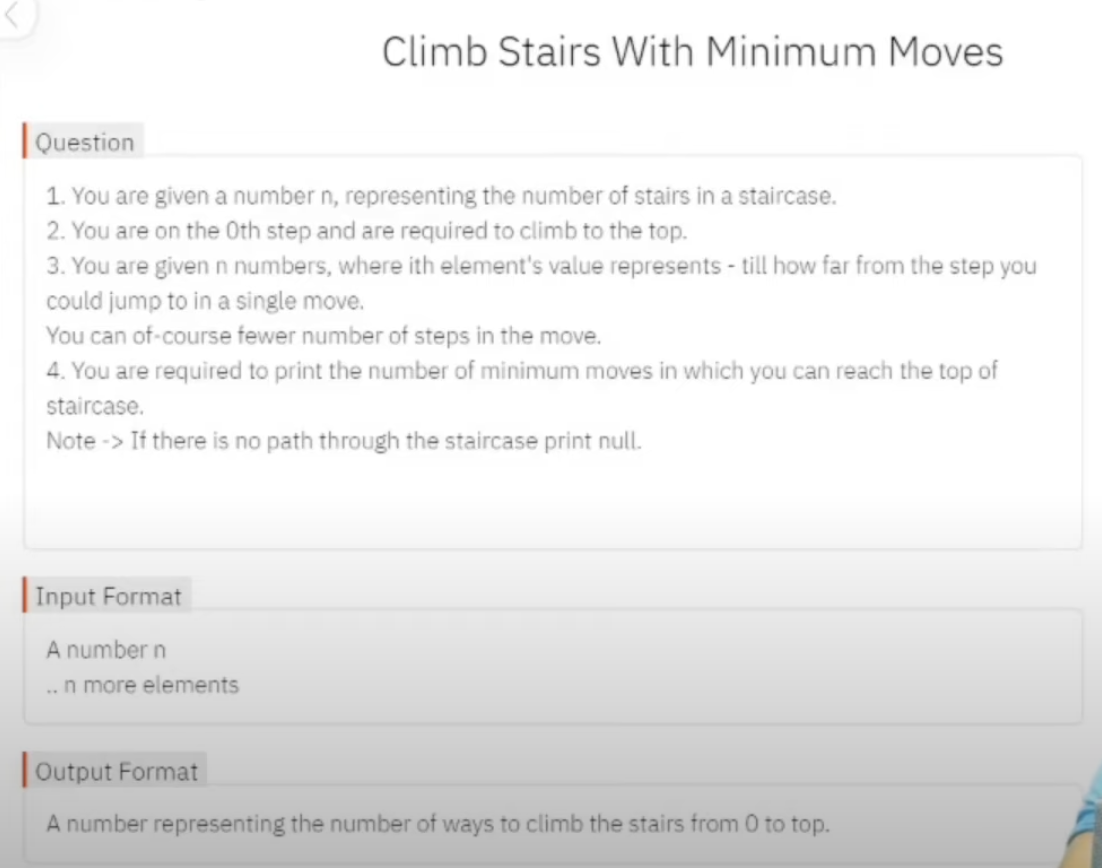 Climb Stairs With Minimum Moves
Question
1. You are given a number n, representing the number of stairs in a staircase.
2. You are on the 0th step and are required to climb to the top.
3. You are given n numbers, where ith element's value represents - till how far from the step you
could jump to in a single move.
You can of-course fewer number of steps in the move.
4. You are required to print the number of minimum moves in which you can reach the top of
staircase.
Note -> If there is no path through the staircase print null.
Input Format
A number n
.. n more elements
Output Format
A number representing the number of ways to climb the stairs from 0 to top.